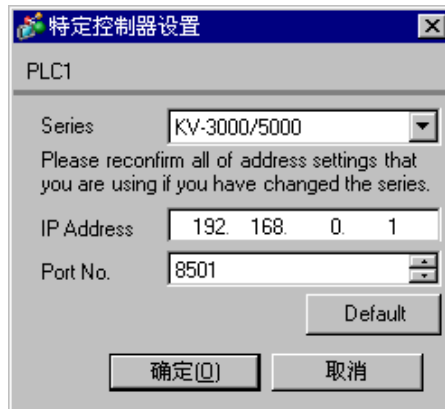 特定控制器设置
PLC1
Series KV-3000/5000
Please reconfirm all of address settings that
you are using if you have changed the series.
IP Address 192. 168. 0. 1
Port No. 8501
Default
确定(O) 取消